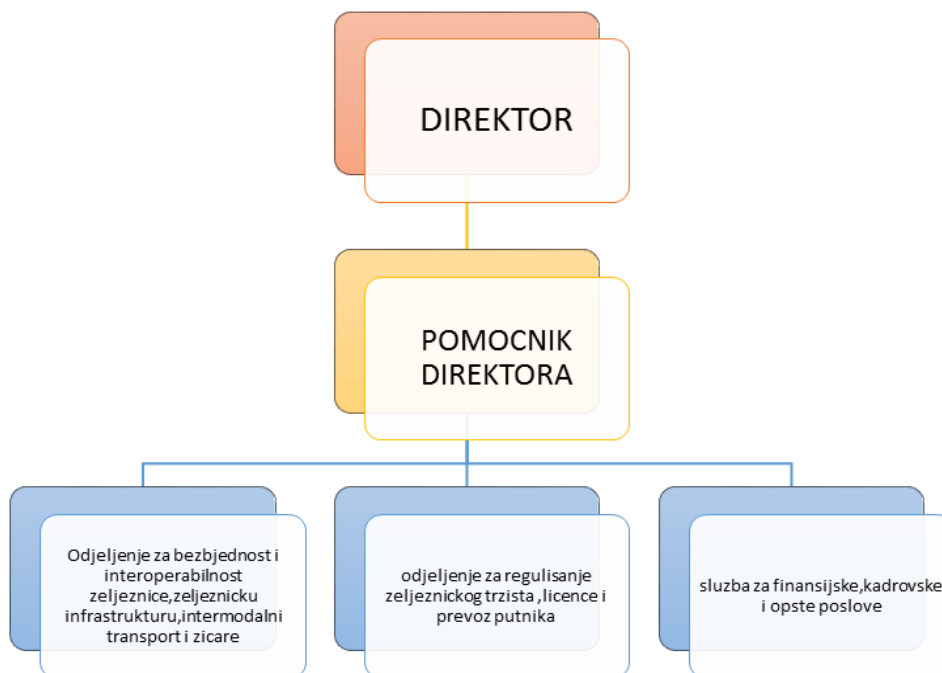 DIREKTOR
POMOCNIK
DIREKTORA
Odjeljenje za bezbjednost i
interoperabilnost
zeljeznice,zeljeznicku
infrastrukturu,intermodalni
transport i zicare
odjeljenje za regulisanje
zeljeznickog trzista ,licence i
prevoz putnika
sluzba za finansijske,kadrovske
i opste poslove